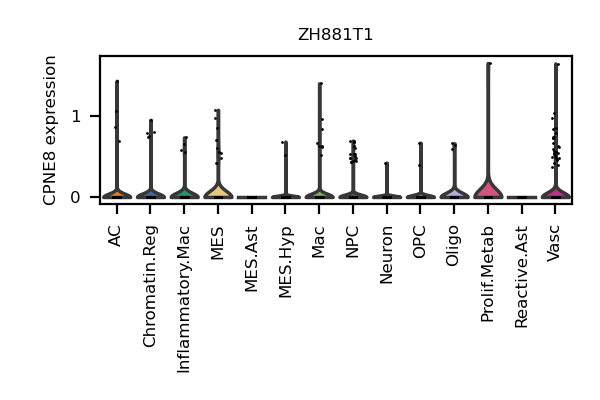 ZH881T1
CPNE8 expression
1
0
AC
Chromatin.Reg
Inflammatory.Mac
MES
MES.Ast
MES.Hyp
Mac
NPC
Neuron
OPC
Oligo
Prolif.Metab
Reactive.Ast
Vasc